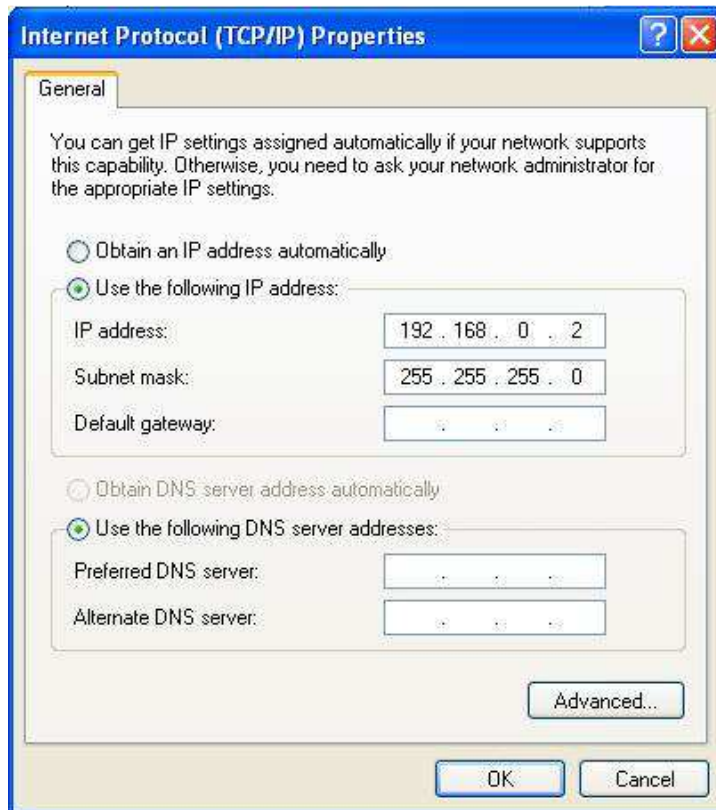 Internet Protocol (TCP/IP) Properties
General
You can get IP settings assigned automatically if your network supports
this capability. Otherwise, you need to ask your network administrator for
the appropriate IP settings.
Obtain an IP address automatically
Use the following IP address:
IP address: 192 . 168 . 0 . 2
Subnet mask: 255 . 255 . 255 . 0
Default gateway: . . .
Obtain DNS server address automatically
Use the following DNS server addresses:
Preferred DNS server: . . .
Alternate DNS server: . . .
Advanced...
OK Cancel